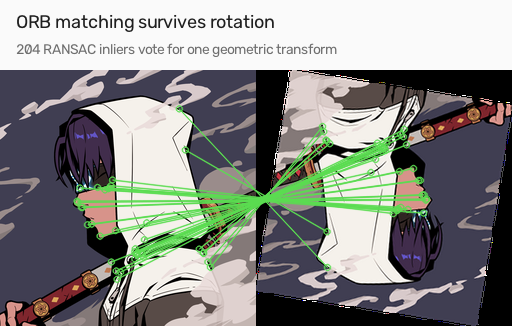 ORB matching survives rotation
204 RANSAC inliers vote for one geometric transform